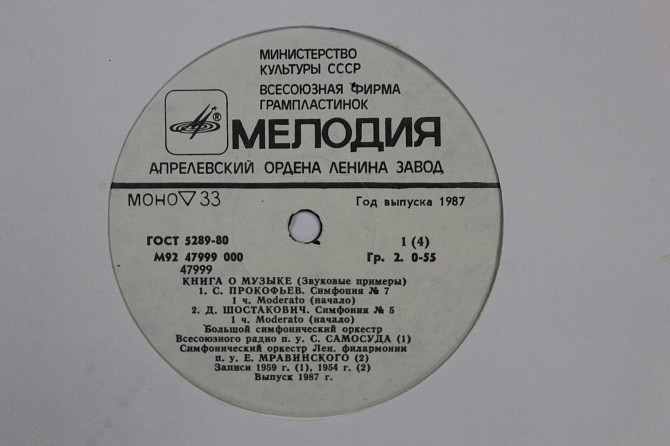 МИНИСТЕРСТВО
КУЛЬТУРЫ СССР
ВСЕСОЮЗНАЯ ФИРМА
ГРАМПЛАСТИНОК
®
МЕЛОДИЯ
АПРЕЛЕВСКИЙ ОРДЕНА ЛЕНИНА ЗАВОД
МОНО ▽ 33 Год выпуска 1987
ГОСТ 5289-80 1 (4)
М92 47999 000 Гр. 2. 0-55
47999
КНИГА О МУЗЫКЕ (Звуковые примеры)
1. С. ПРОКОФЬЕВ. Симфония № 7
1 ч. Moderato (начало)
2. Д. ШОСТАКОВИЧ. Симфония № 5
1 ч. Moderato (начало)
Большой симфонический оркестр
Всесоюзного радио п. у. С. САМОСУДА (1)
Симфонический оркестр Лен. филармонии
п. у. Е. МРАВИНСКОГО (2)
Записи 1959 г. (1), 1954 г. (2)
Выпуск 1987 г.